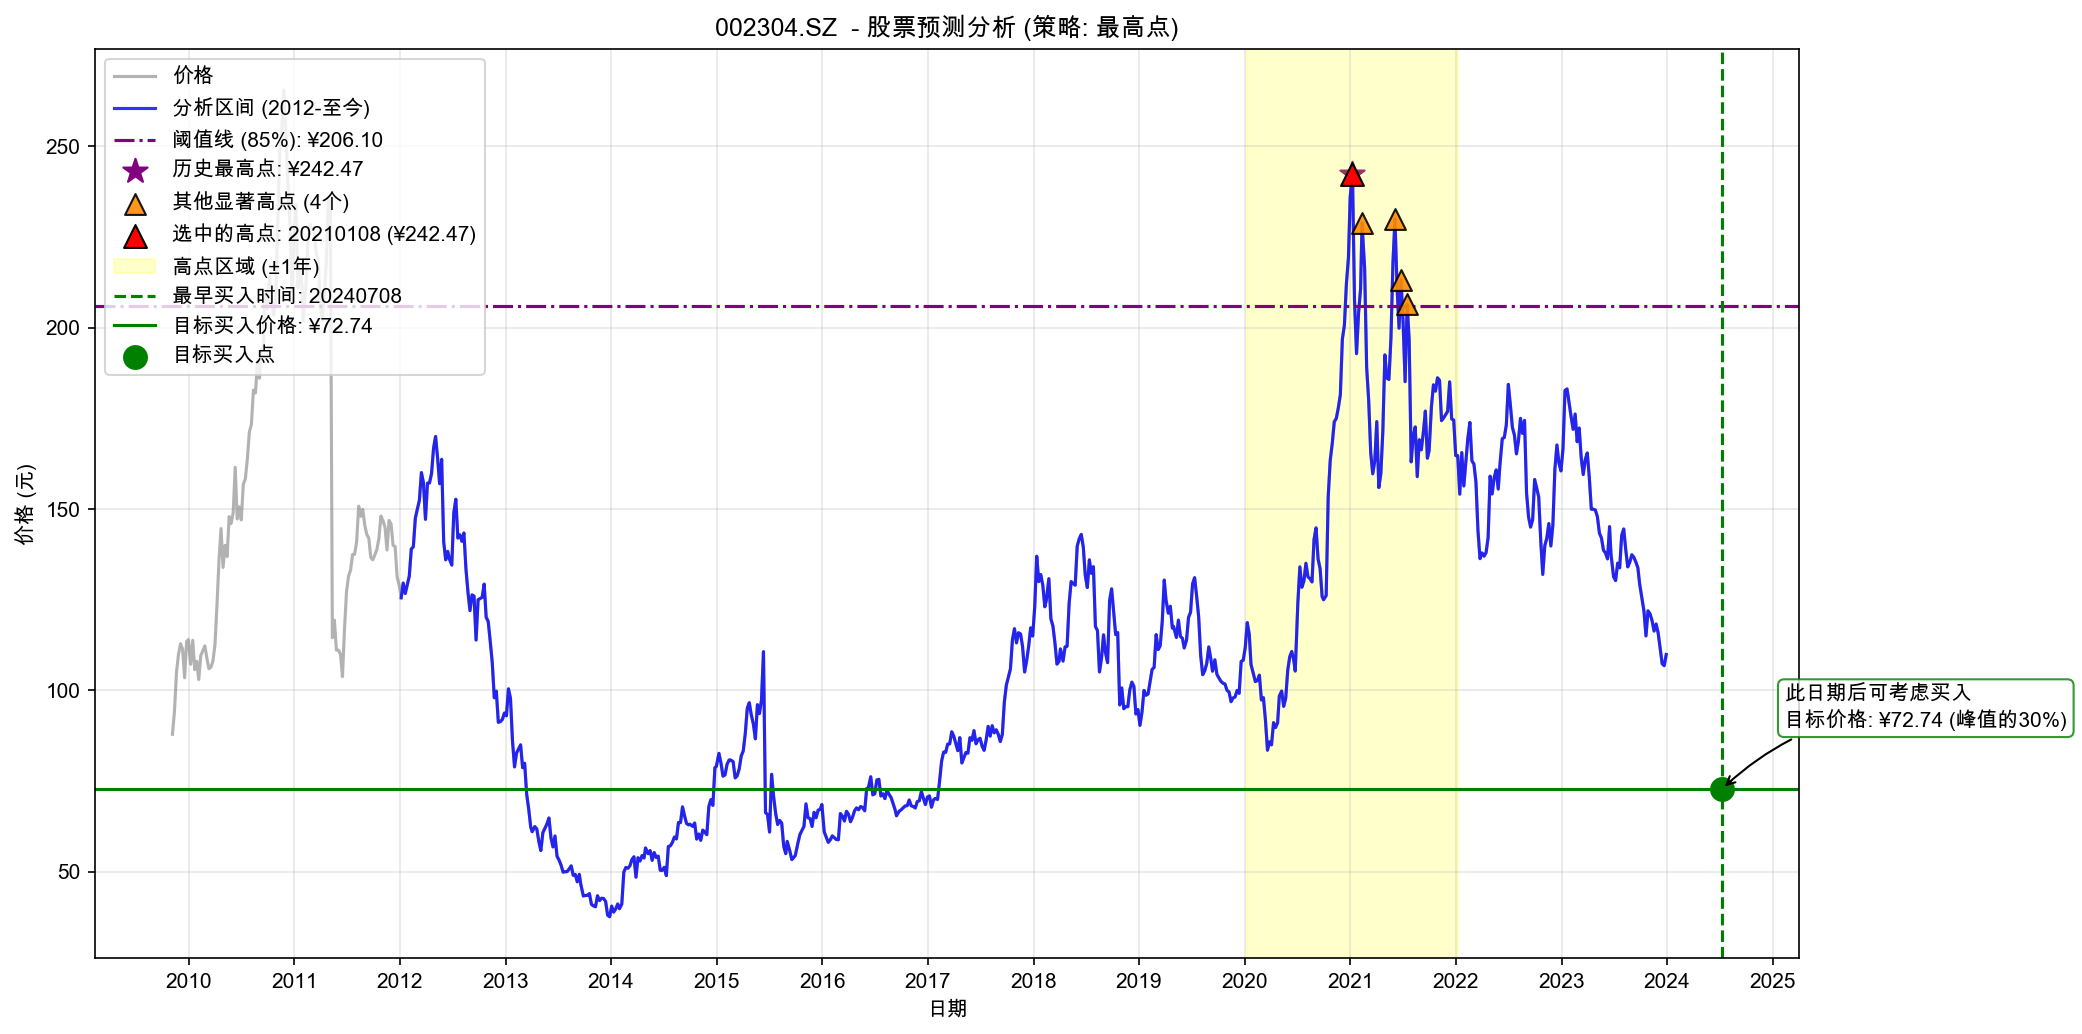 002304.SZ - 股票预测分析 (策略: 最高点)
价格
分析区间 (2012-至今)
阈值线 (85%): ¥206.10
历史最高点: ¥242.47
其他显著高点 (4个)
选中的高点: 20210108 (¥242.47)
高点区域 (±1年)
最早买入时间: 20240708
目标买入价格: ¥72.74
目标买入点
250
200
150
100
50
价格 (元)
此日期后可考虑买入
目标价格: ¥72.74 (峰值的30%)
2010 2011 2012 2013 2014 2015 2016 2017 2018 2019 2020 2021 2022 2023 2024 2025
日期